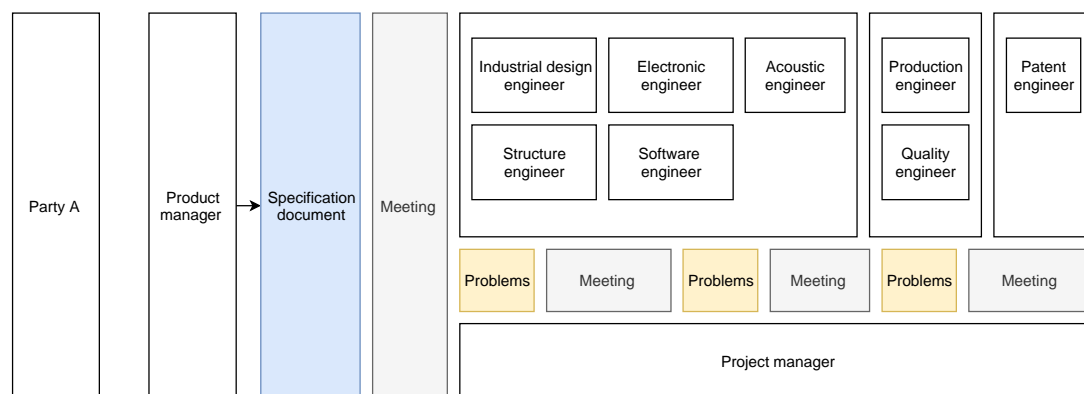 Party A
Product
manager
Specification
document
Meeting
Industrial design
engineer
Electronic
engineer
Acoustic
engineer
Structure
engineer
Software
engineer
Production
engineer
Quality
engineer
Patent
engineer
Problems
Meeting
Problems
Meeting
Problems
Meeting
Project manager